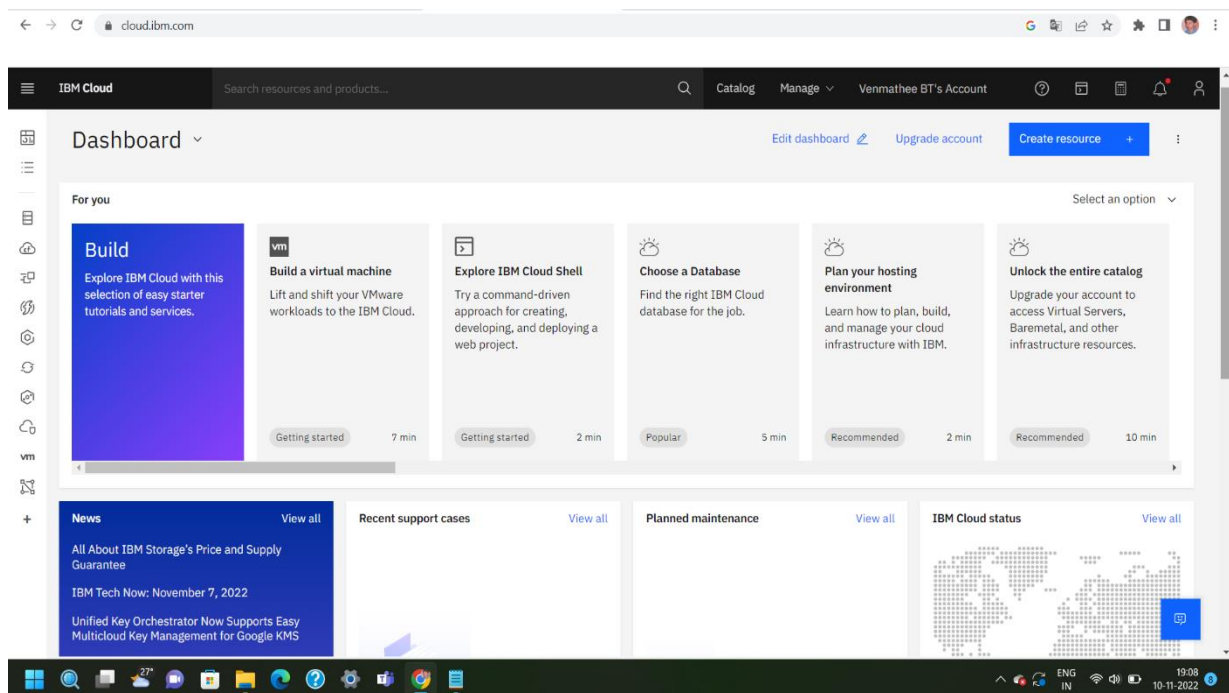 cloud.ibm.com
IBM Cloud
Search resources and products...
Catalog
Manage
Venmathee BT's Account
Dashboard
Edit dashboard
Upgrade account
Create resource +
For you
Select an option
Build
Explore IBM Cloud with this
selection of easy starter
tutorials and services.
vm
Build a virtual machine
Lift and shift your VMware
workloads to the IBM Cloud.
Getting started
7 min
Explore IBM Cloud Shell
Try a command-driven
approach for creating,
developing, and deploying a
web project.
Getting started
2 min
Choose a Database
Find the right IBM Cloud
database for the job.
Popular
5 min
Plan your hosting
environment
Learn how to plan, build,
and manage your cloud
infrastructure with IBM.
Recommended
2 min
Unlock the entire catalog
Upgrade your account to
access Virtual Servers,
Baremetal, and other
infrastructure resources.
Recommended
10 min
vm
News
View all
All About IBM Storage's Price and Supply
Guarantee
IBM Tech Now: November 7, 2022
Unified Key Orchestrator Now Supports Easy
Multicloud Key Management for Google KMS
Recent support cases
View all
Planned maintenance
View all
IBM Cloud status
View all
27°
ENG
IN
19:08
10-11-2022
8